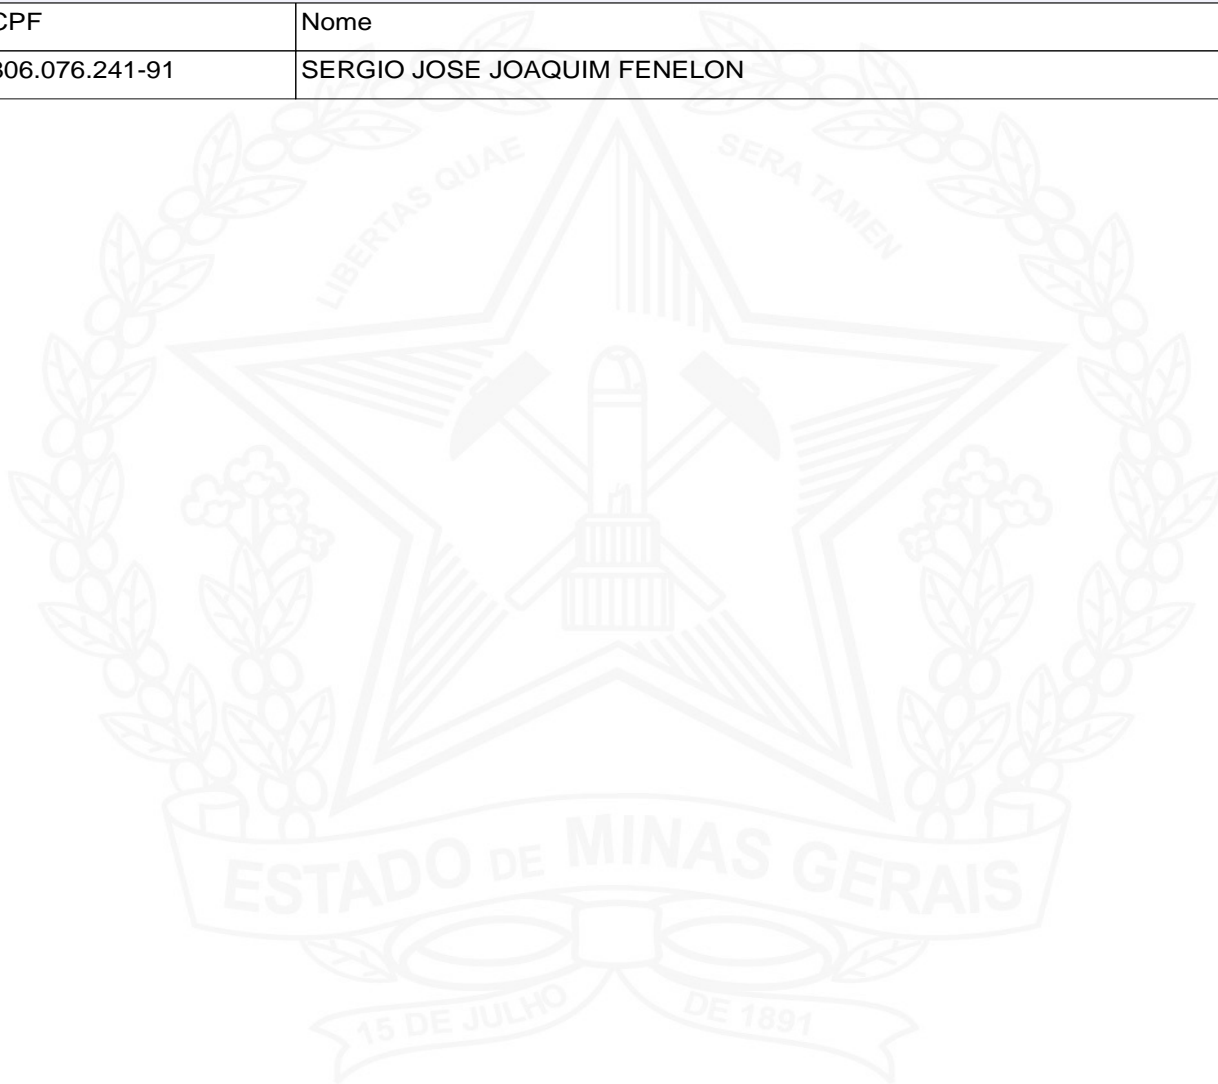 CPF Nome
306.076.241-91 SERGIO JOSE JOAQUIM FENELON
LIBERTAS QUAE SERA TAMEN
ESTADO DE MINAS GERAIS
15 DE JULHO DE 1891